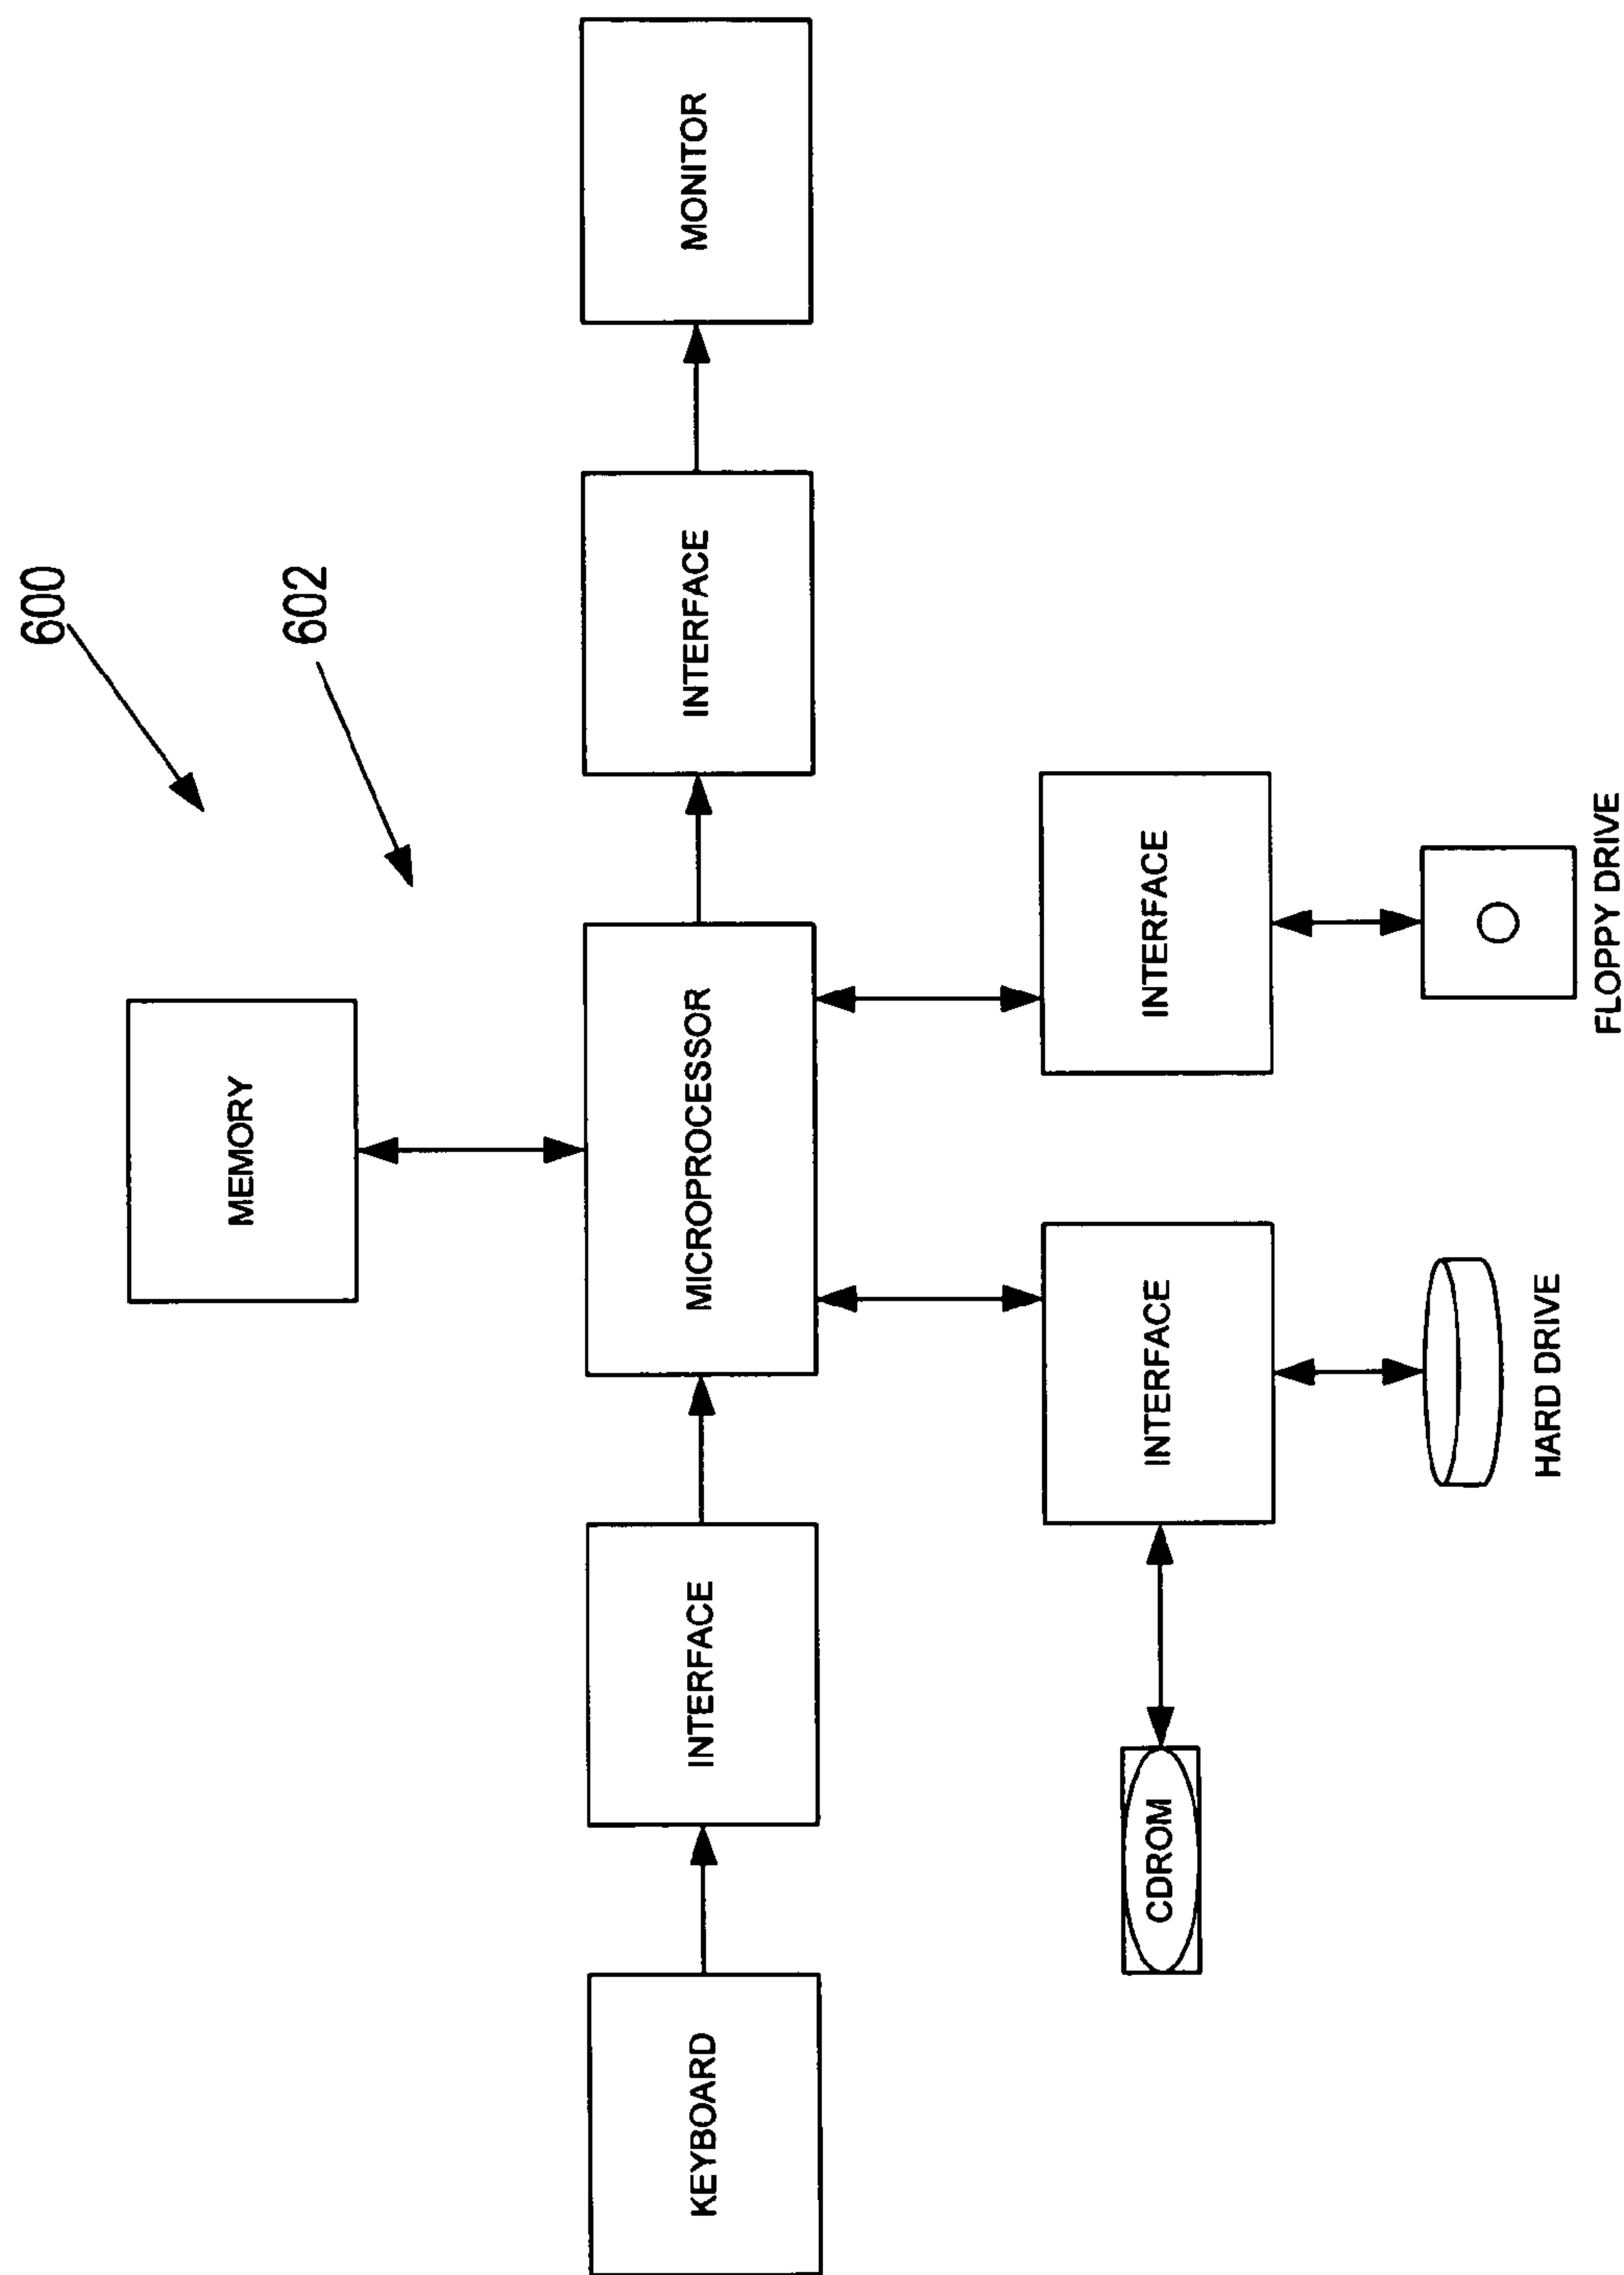 600
602
MEMORY
KEYBOARD
INTERFACE
MICROPROCESSOR
INTERFACE
MONITOR
CDROM
INTERFACE
INTERFACE
HARD DRIVE
FLOPPY DRIVE